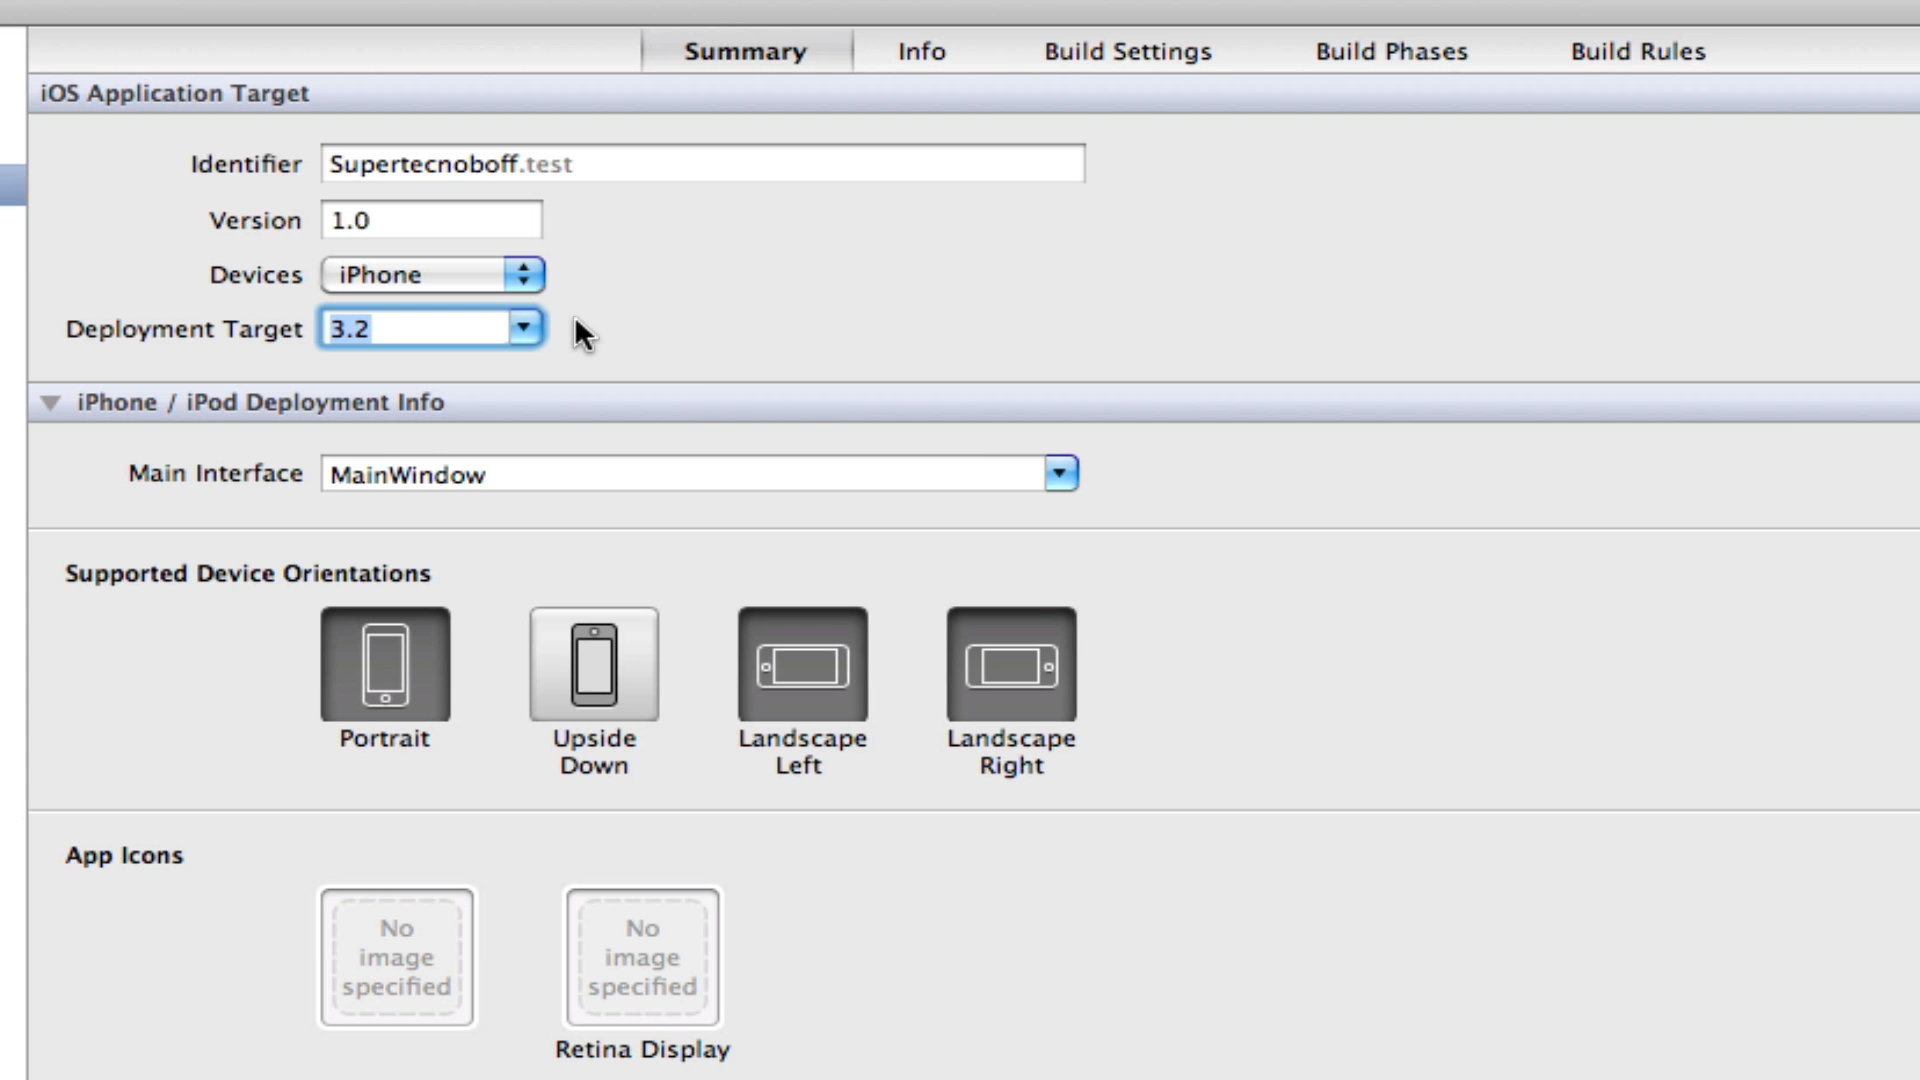 Summary Info Build Settings Build Phases Build Rules
iOS Application Target
Identifier Supertecnoboff.test
Version 1.0
Devices iPhone
Deployment Target 3.2
iPhone / iPod Deployment Info
Main Interface MainWindow
Supported Device Orientations
Portrait Upside Landscape Landscape
Down Left Right
App Icons
No No
image image
specified specified
Retina Display